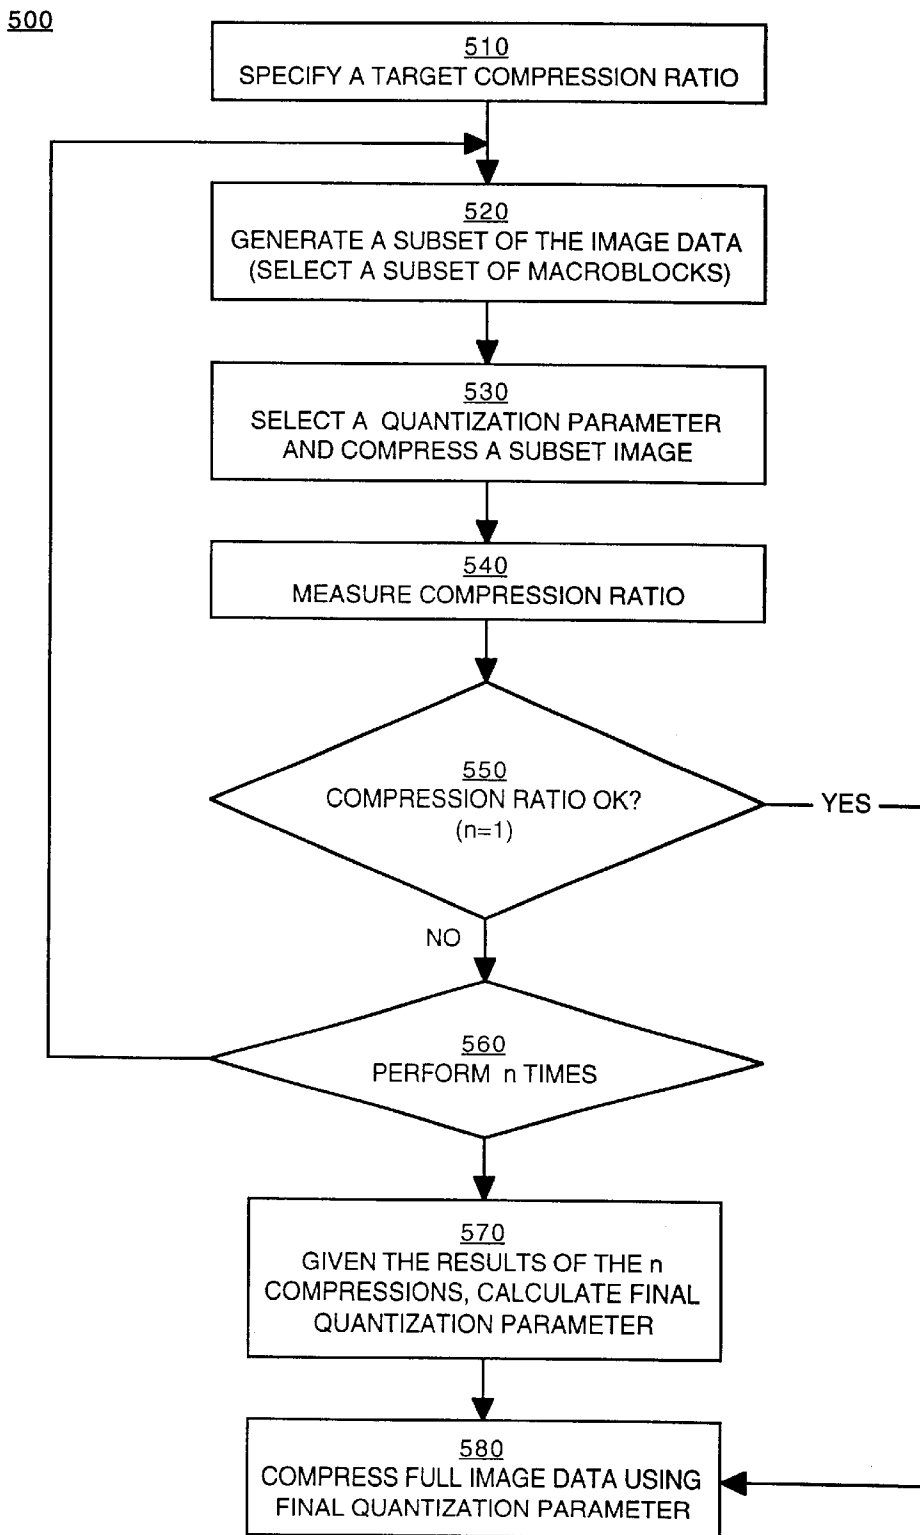 500
510
SPECIFY A TARGET COMPRESSION RATIO
520
GENERATE A SUBSET OF THE IMAGE DATA
(SELECT A SUBSET OF MACROBLOCKS)
530
SELECT A QUANTIZATION PARAMETER
AND COMPRESS A SUBSET IMAGE
540
MEASURE COMPRESSION RATIO
550
COMPRESSION RATIO OK?
(n=1)
YES
NO
560
PERFORM n TIMES
570
GIVEN THE RESULTS OF THE n
COMPRESSIONS, CALCULATE FINAL
QUANTIZATION PARAMETER
580
COMPRESS FULL IMAGE DATA USING
FINAL QUANTIZATION PARAMETER